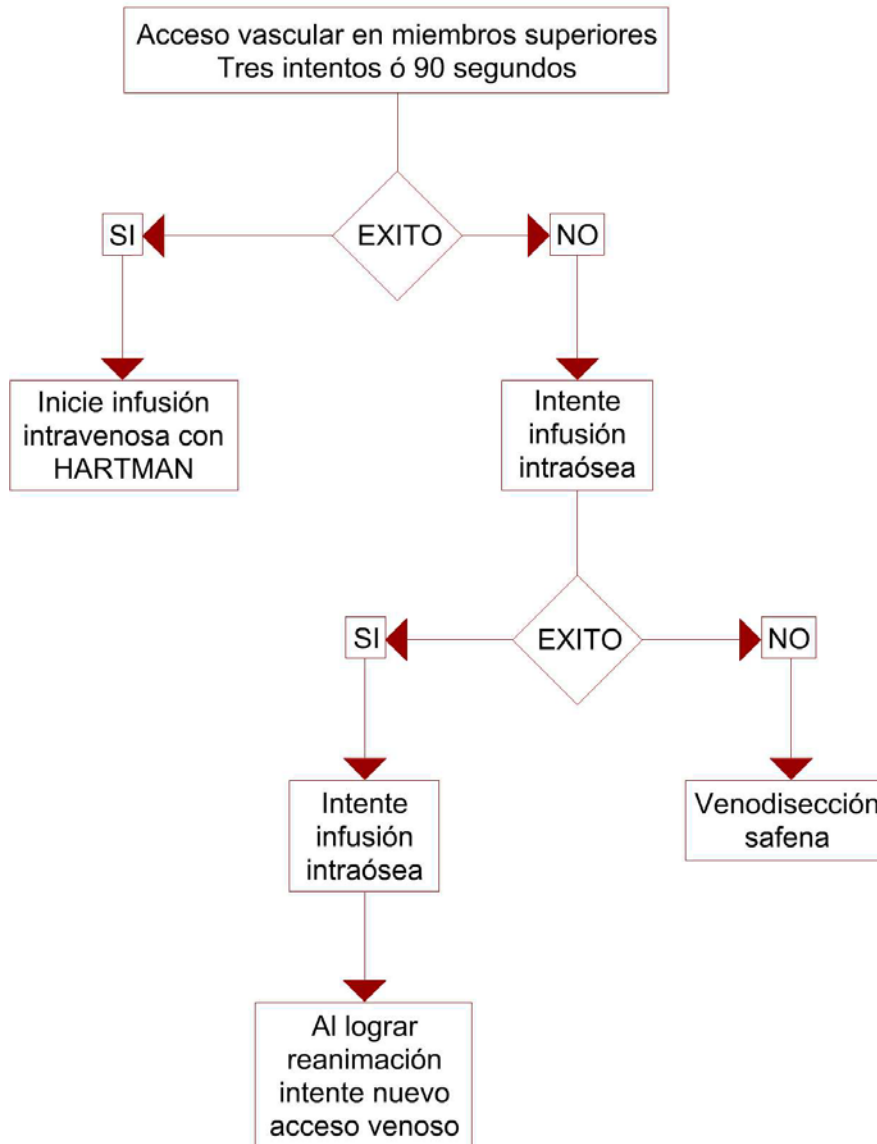 Acceso vascular en miembros superiores
Tres intentos ó 90 segundos
SI
EXITO
NO
Inicie infusión
intravenosa con
HARTMAN
Intente
infusión
intraósea
SI
EXITO
NO
Intente
infusión
intraósea
Venodisección
safena
Al lograr
reanimación
intente nuevo
acceso venoso